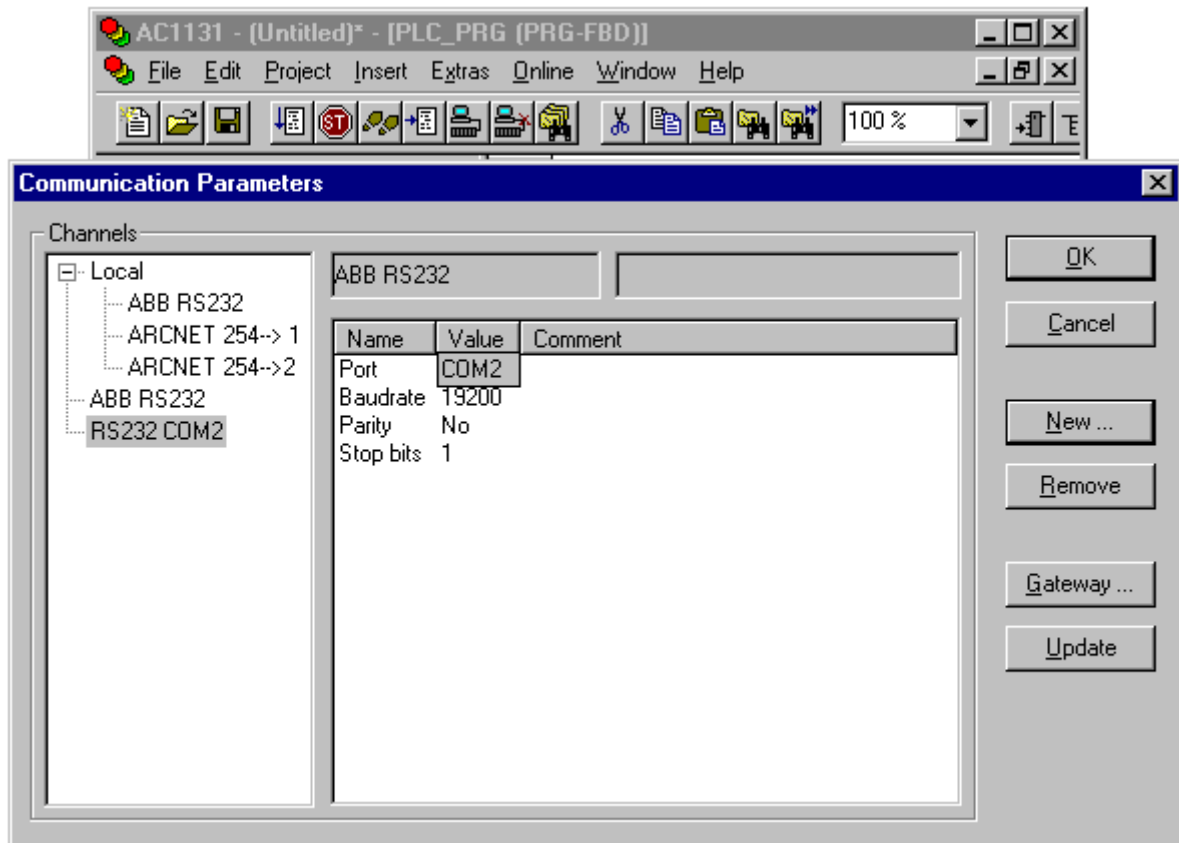 AC1131 - (Untitled)* - [PLC_PRG (PRG-FBD)]
File Edit Project Insert Extras Online Window Help
ST 100 %
Communication Parameters
Channels
Local
ABB RS232
ARCNET 254--> 1
ARCNET 254-->2
ABB RS232
RS232 COM2
ABB RS232
Name Value Comment
Port COM2
Baudrate 19200
Parity No
Stop bits 1
OK
Cancel
New ...
Remove
Gateway ...
Update